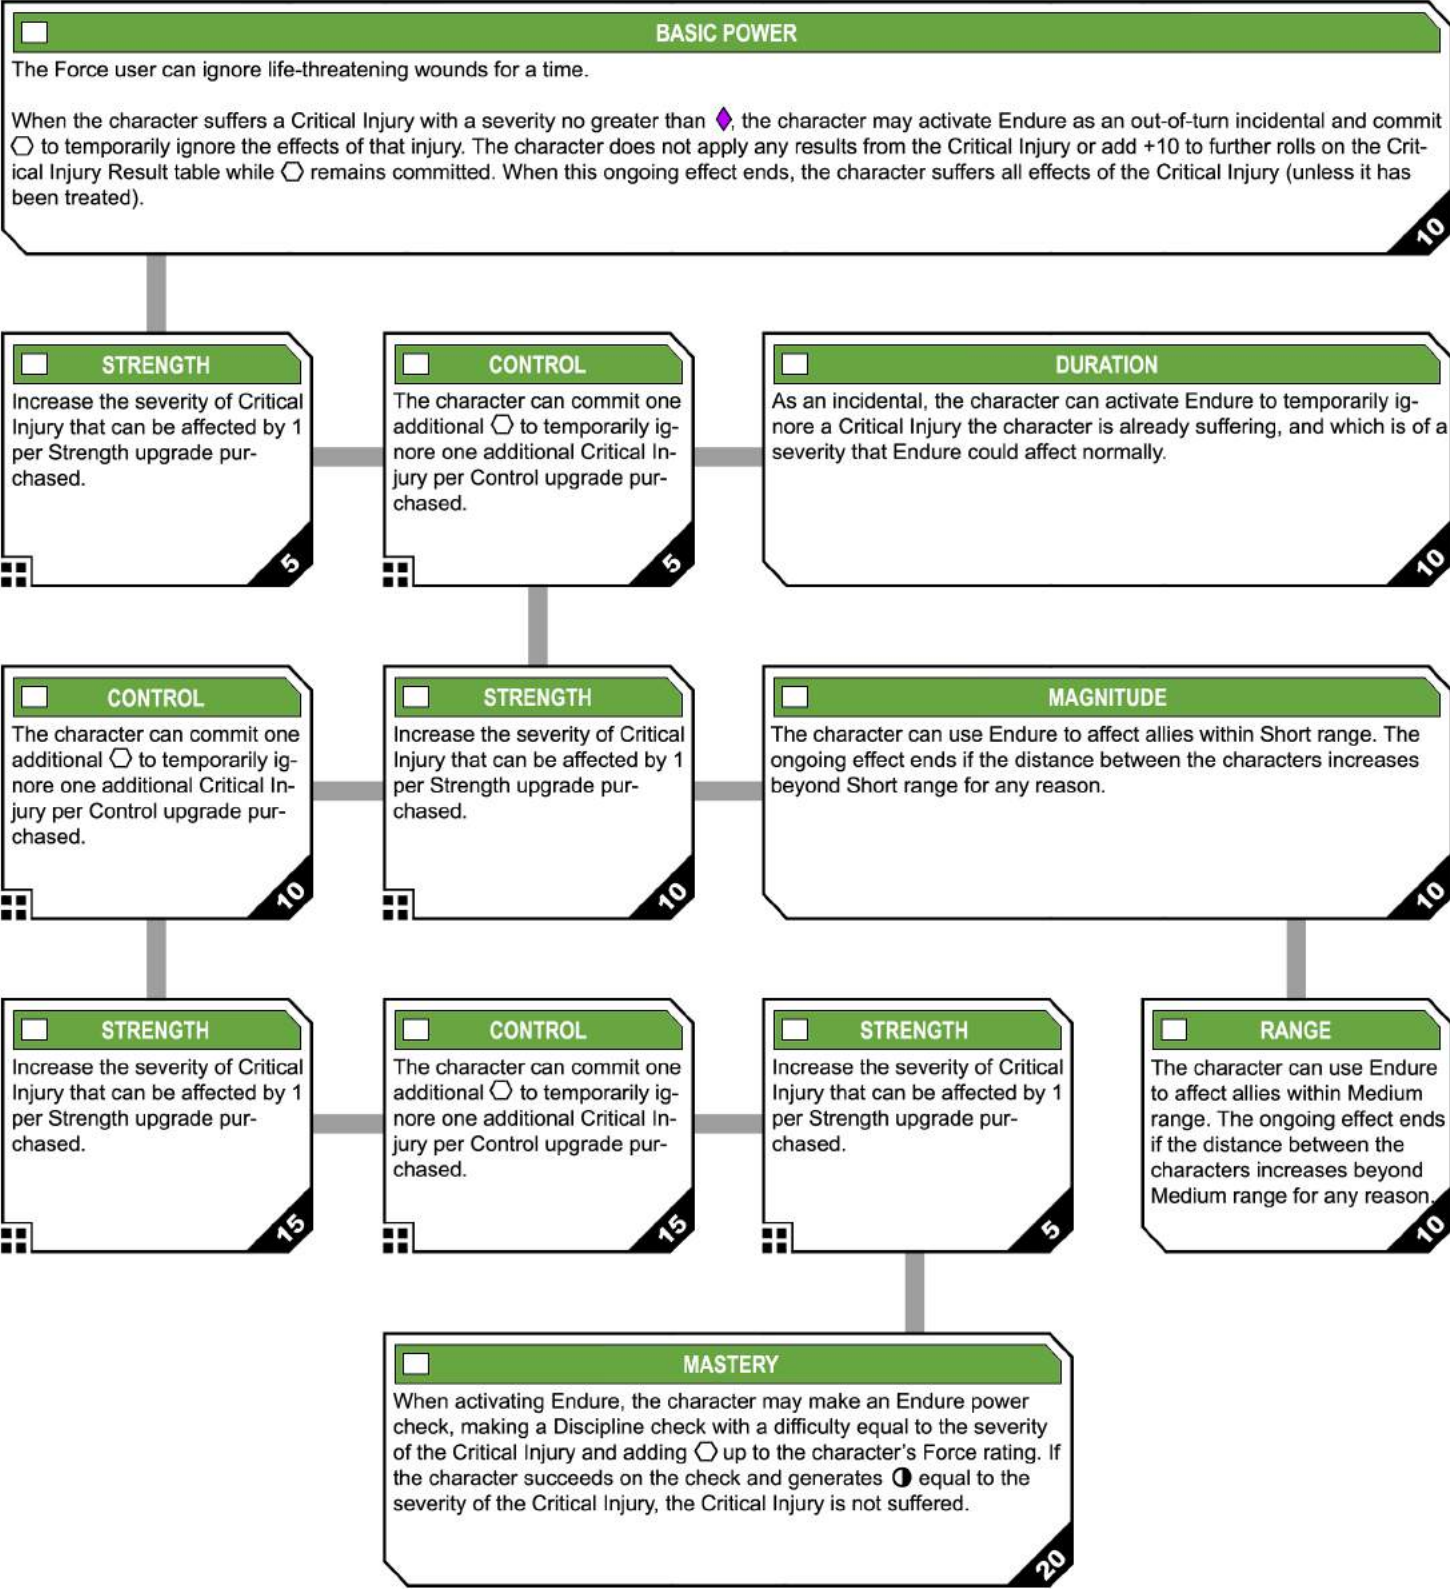 BASIC POWER
The Force user can ignore life-threatening wounds for a time.
When the character suffers a Critical Injury with a severity no greater than , the character may activate Endure as an out-of-turn incidental and commit
to temporarily ignore the effects of that injury. The character does not apply any results from the Critical Injury or add +10 to further rolls on the Crit-
ical Injury Result table while remains committed. When this ongoing effect ends, the character suffers all effects of the Critical Injury (unless it has
been treated).
10
STRENGTH
Increase the severity of Critical
Injury that can be affected by 1
per Strength upgrade pur-
chased.
5
CONTROL
The character can commit one
additional to temporarily ig-
nore one additional Critical In-
jury per Control upgrade pur-
chased.
5
DURATION
As an incidental, the character can activate Endure to temporarily ig-
nore a Critical Injury the character is already suffering, and which is of a
severity that Endure could affect normally.
10
CONTROL
The character can commit one
additional to temporarily ig-
nore one additional Critical In-
jury per Control upgrade pur-
chased.
10
STRENGTH
Increase the severity of Critical
Injury that can be affected by 1
per Strength upgrade pur-
chased.
10
MAGNITUDE
The character can use Endure to affect allies within Short range. The
ongoing effect ends if the distance between the characters increases
beyond Short range for any reason.
10
STRENGTH
Increase the severity of Critical
Injury that can be affected by 1
per Strength upgrade pur-
chased.
15
CONTROL
The character can commit one
additional to temporarily ig-
nore one additional Critical In-
jury per Control upgrade pur-
chased.
15
STRENGTH
Increase the severity of Critical
Injury that can be affected by 1
per Strength upgrade pur-
chased.
5
RANGE
The character can use Endure
to affect allies within Medium
range. The ongoing effect ends
if the distance between the
characters increases beyond
Medium range for any reason.
10
MASTERY
When activating Endure, the character may make an Endure power
check, making a Discipline check with a difficulty equal to the severity
of the Critical Injury and adding up to the character's Force rating. If
the character succeeds on the check and generates equal to the
severity of the Critical Injury, the Critical Injury is not suffered.
20